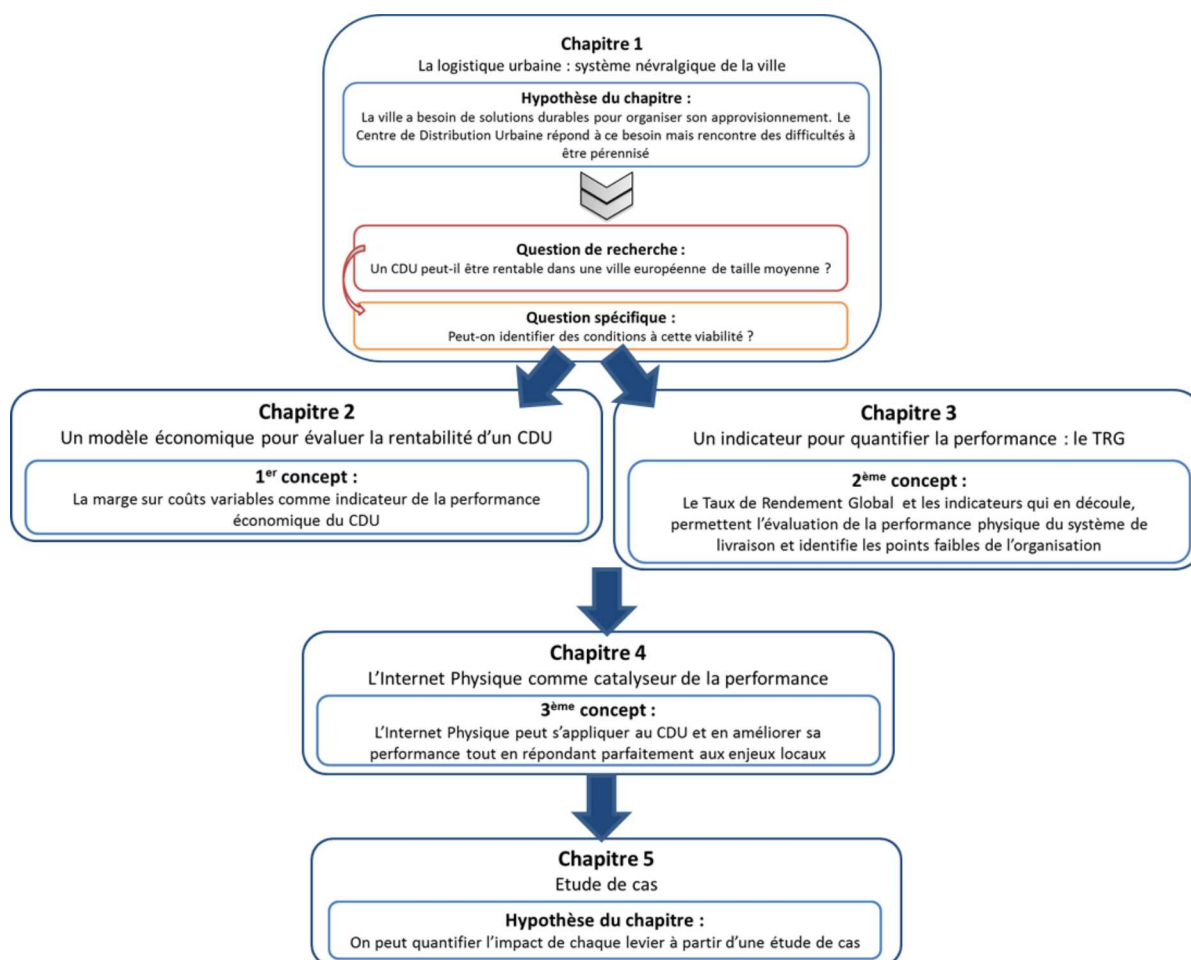 Chapitre 1
La logistique urbaine : système névralgique de la ville
Hypothèse du chapitre :
La ville a besoin de solutions durables pour organiser son approvisionnement. Le
Centre de Distribution Urbaine répond à ce besoin mais rencontre des difficultés à
être pérennisé
Question de recherche :
Un CDU peut-il être rentable dans une ville européenne de taille moyenne ?
Question spécifique :
Peut-on identifier des conditions à cette viabilité ?
Chapitre 2
Un modèle économique pour évaluer la rentabilité d'un CDU
1er concept :
La marge sur coûts variables comme indicateur de la performance
économique du CDU
Chapitre 3
Un indicateur pour quantifier la performance : le TRG
2ème concept :
Le Taux de Rendement Global et les indicateurs qui en découle,
permettent l'évaluation de la performance physique du système de
livraison et identifie les points faibles de l'organisation
Chapitre 4
L'Internet Physique comme catalyseur de la performance
3ème concept :
L'Internet Physique peut s'appliquer au CDU et en améliorer sa
performance tout en répondant parfaitement aux enjeux locaux
Chapitre 5
Etude de cas
Hypothèse du chapitre :
On peut quantifier l'impact de chaque levier à partir d'une étude de cas